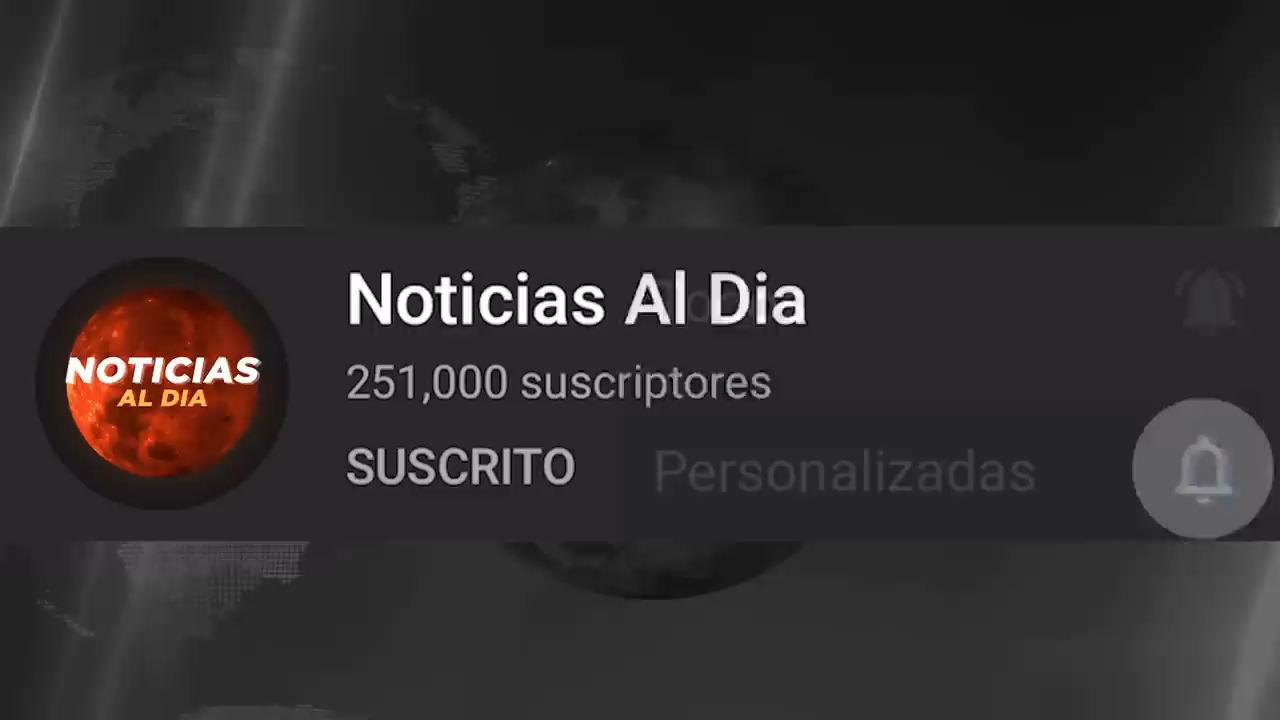 NOTICIAS
AL DIA
Noticias Al Dia
251,000 suscriptores
SUSCRITO
Personalizadas